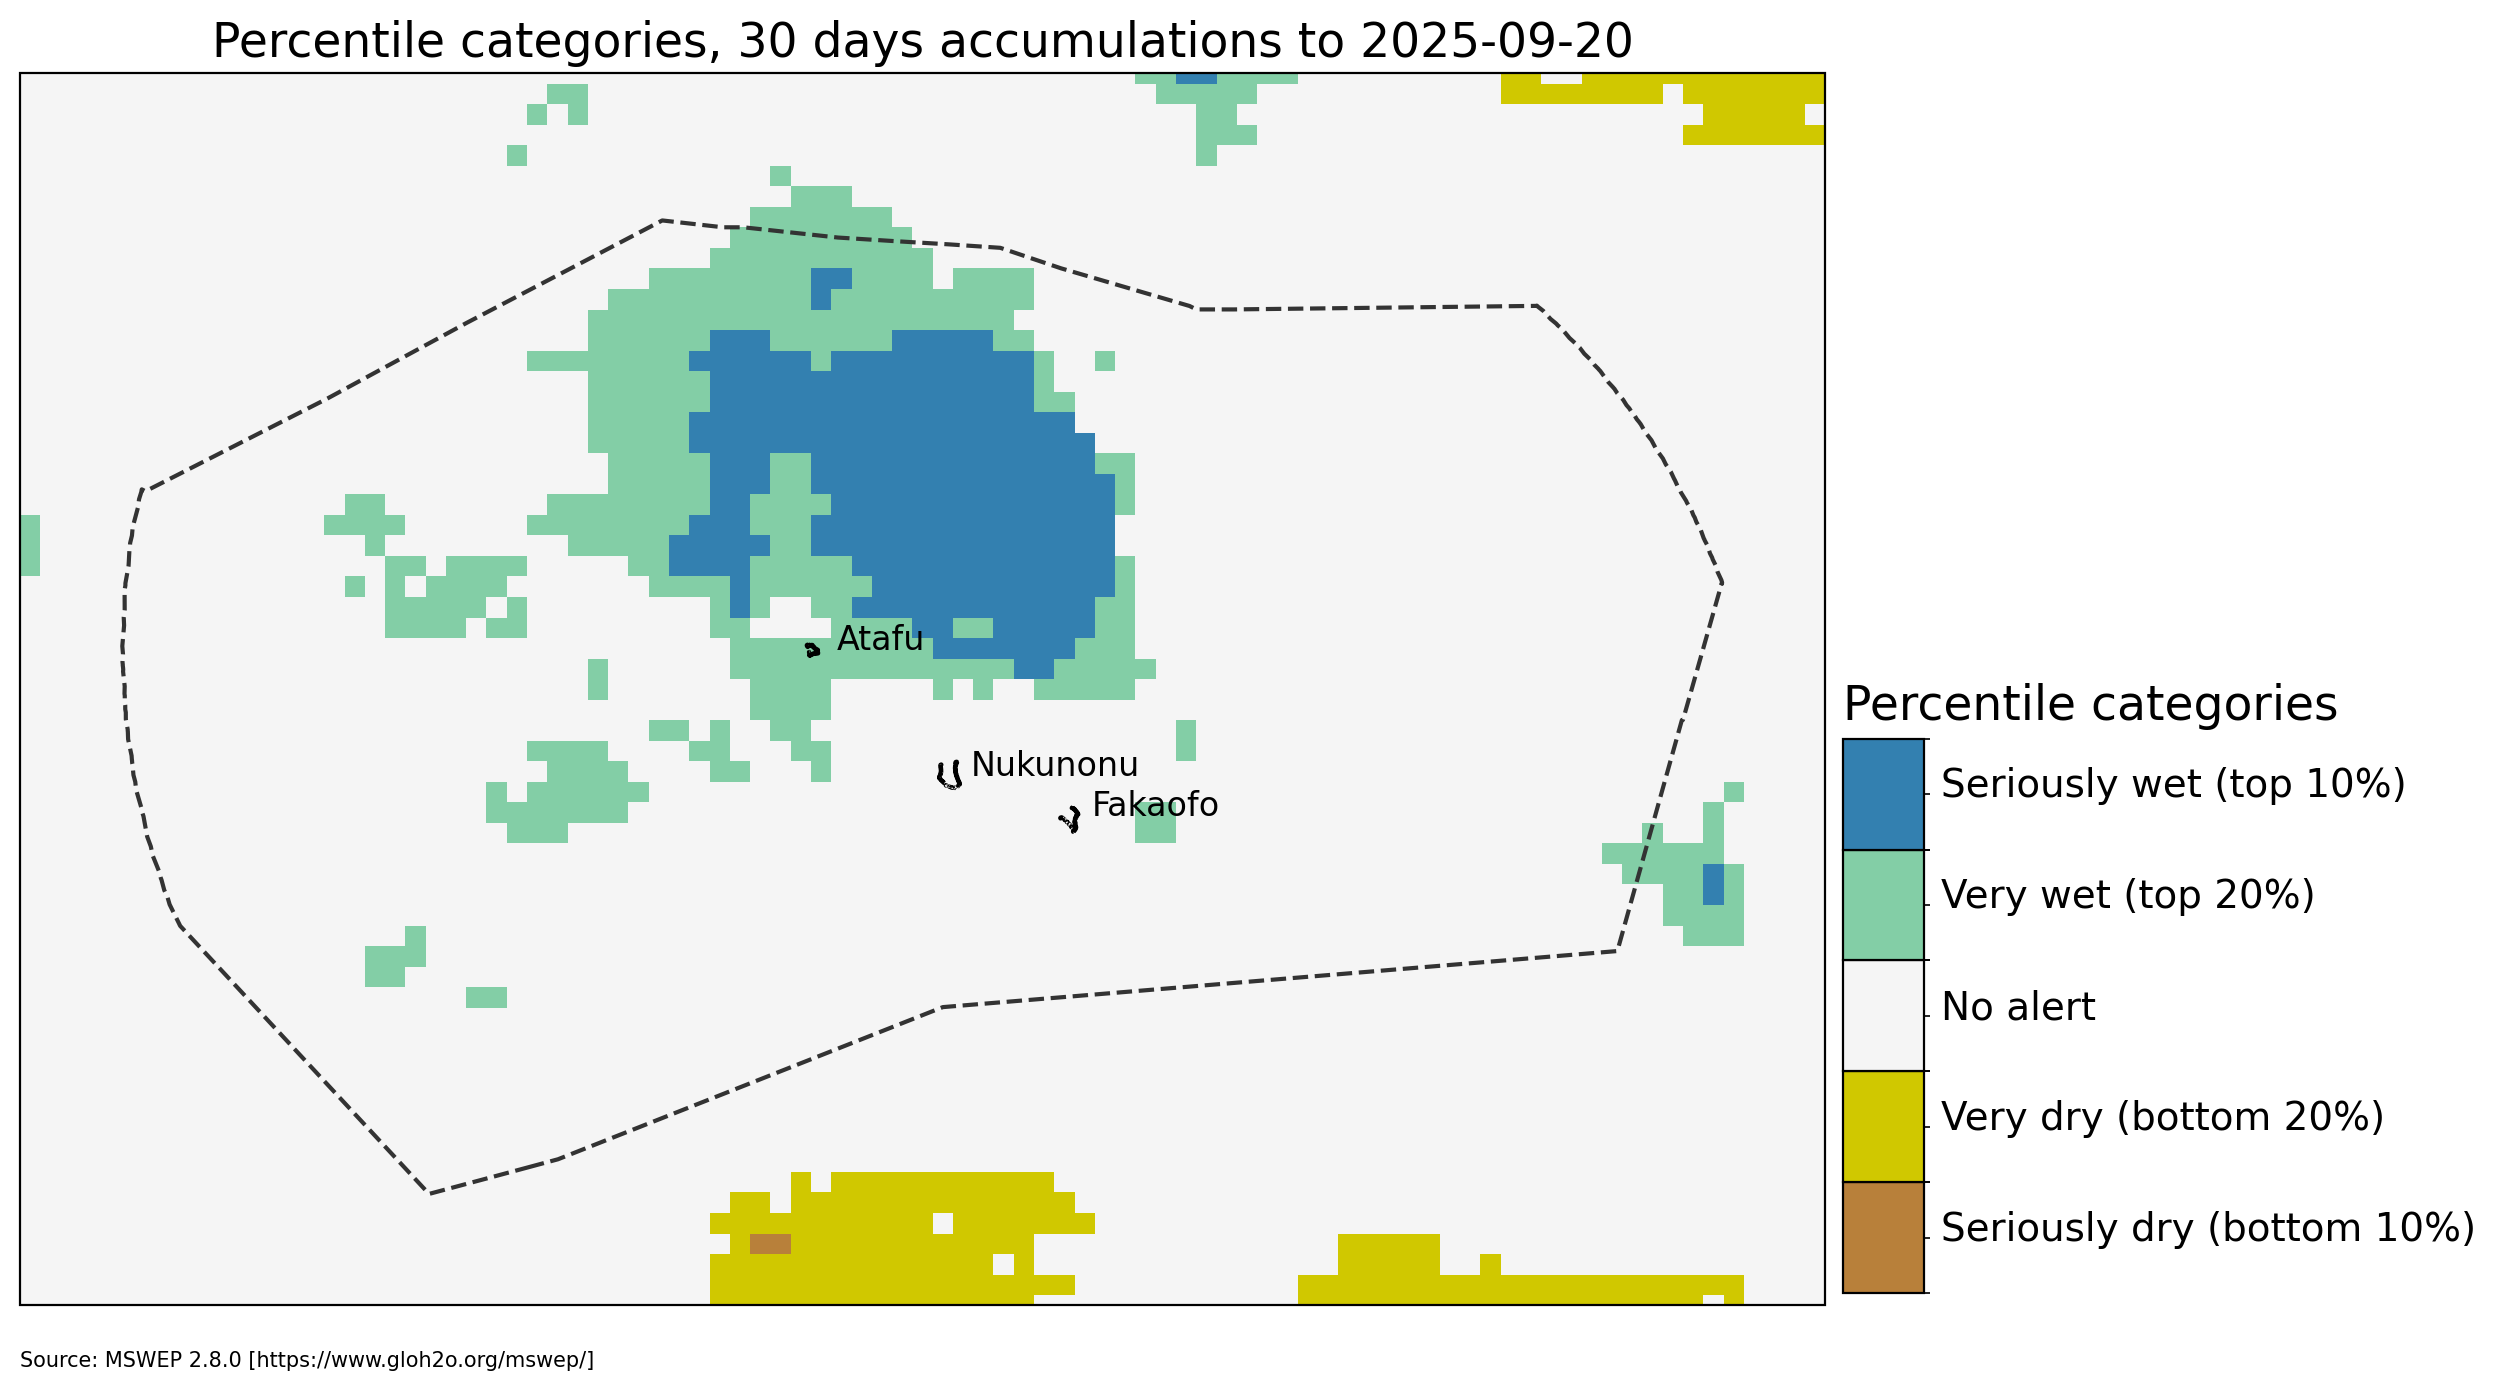 Percentile categories, 30 days accumulations to 2025-09-20
Atafu
Nukunonu
Fakaofo
Percentile categories
Seriously wet (top 10%)
Very wet (top 20%)
No alert
Very dry (bottom 20%)
Seriously dry (bottom 10%)
Source: MSWEP 2.8.0 [https://www.gloh2o.org/mswep/]